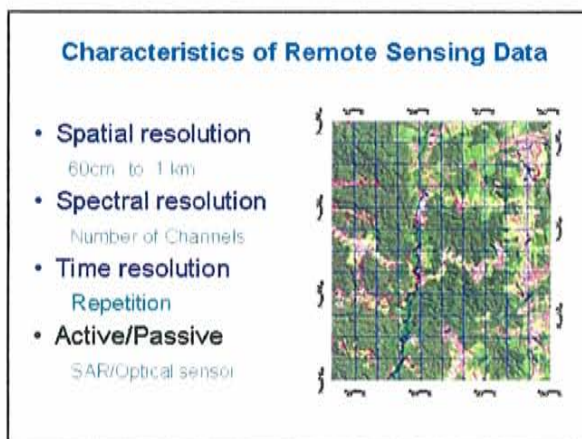 Characteristics of Remote Sensing Data
• Spatial resolution
60cm to 1 km
• Spectral resolution
Number of Channels
• Time resolution
Repetition
• Active/Passive
SAR/Optical sensor